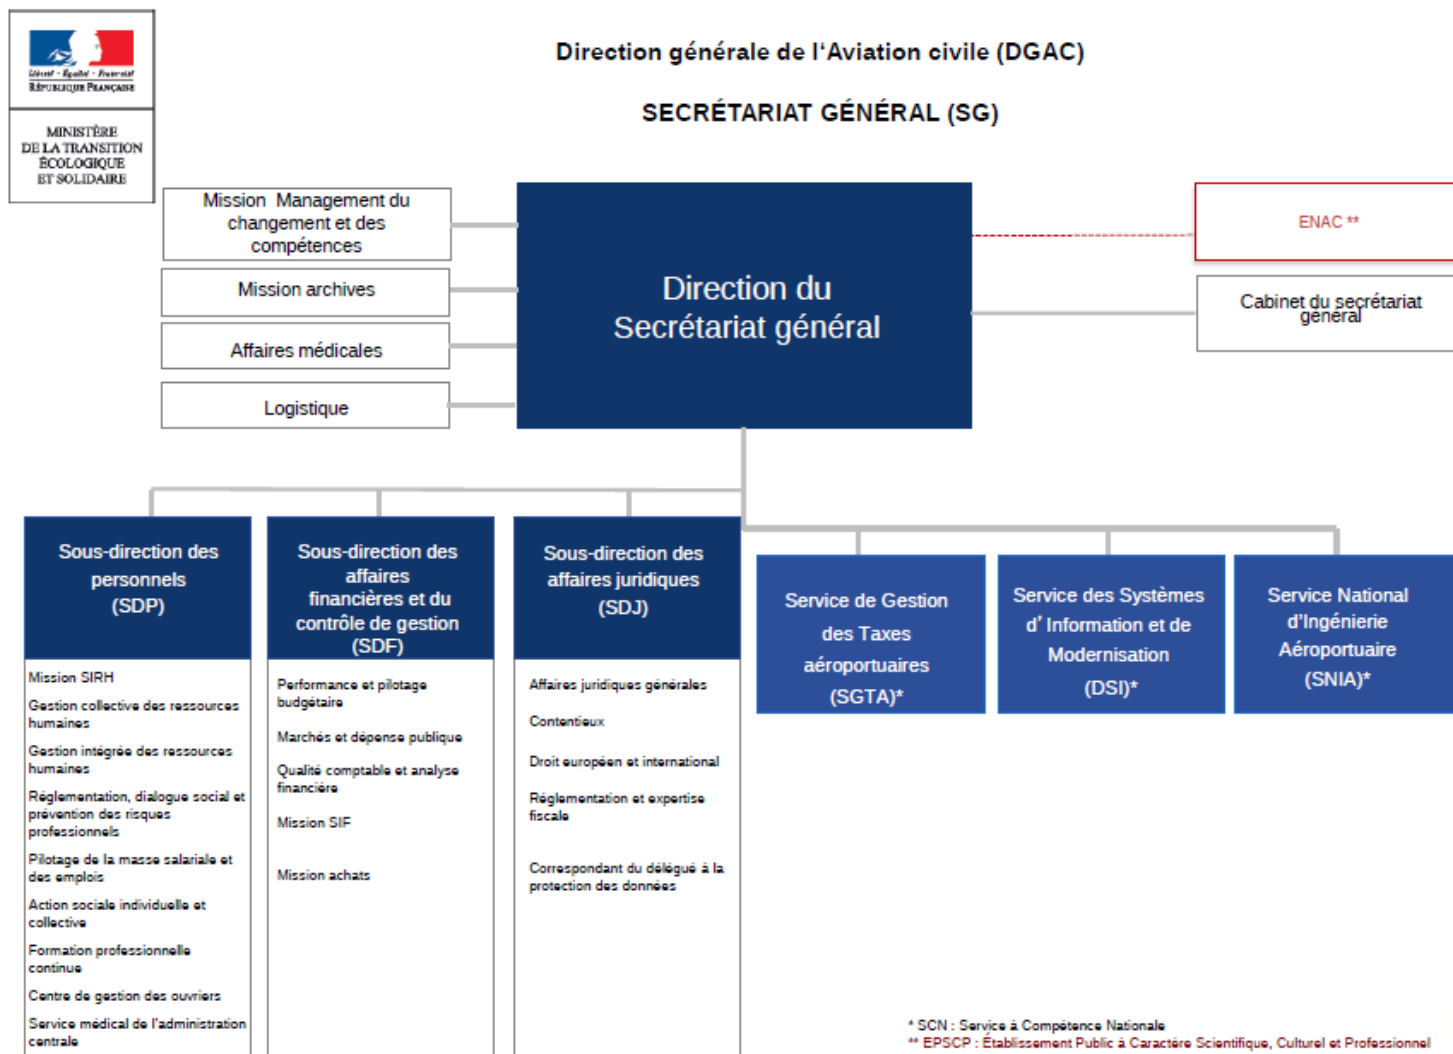 Liberté • Égalité • Fraternité
RÉPUBLIQUE FRANÇAISE
MINISTÈRE
DE LA TRANSITION
ÉCOLOGIQUE
ET SOLIDAIRE
Direction générale de l'Aviation civile (DGAC)
SECRÉTARIAT GÉNÉRAL (SG)
Mission Management du
changement et des
compétences
Mission archives
Affaires médicales
Logistique
Direction du
Secrétariat général
ENAC **
Cabinet du secrétariat
général
Sous-direction des
personnels
(SDP)
Mission SIRH
Gestion collective des ressources
humaines
Gestion intégrée des ressources
humaines
Réglementation, dialogue social et
prévention des risques
professionnels
Pilotage de la masse salariale et
des emplois
Action sociale individuelle et
collective
Formation professionnelle
continue
Centre de gestion des ouvriers
Service médical de l'administration
centrale
Sous-direction des
affaires
financières et du
contrôle de gestion
(SDF)
Performance et pilotage
budgétaire
Marchés et dépense publique
Qualité comptable et analyse
financière
Mission SIF
Mission achats
Sous-direction des
affaires juridiques
(SDJ)
Affaires juridiques générales
Contentieux
Droit européen et international
Réglementation et expertise
fiscale
Correspondant du délégué à la
protection des données
Service de Gestion
des Taxes
aéroportuaires
(SGTA)*
Service des Systèmes
d' Information et de
Modernisation
(DSI)*
Service National
d'Ingénierie
Aéroportuaire
(SNIA)*
* SCN : Service à Compétence Nationale
** EPSCP : Établissement Public à Caractère Scientifique, Culturel et Professionnel